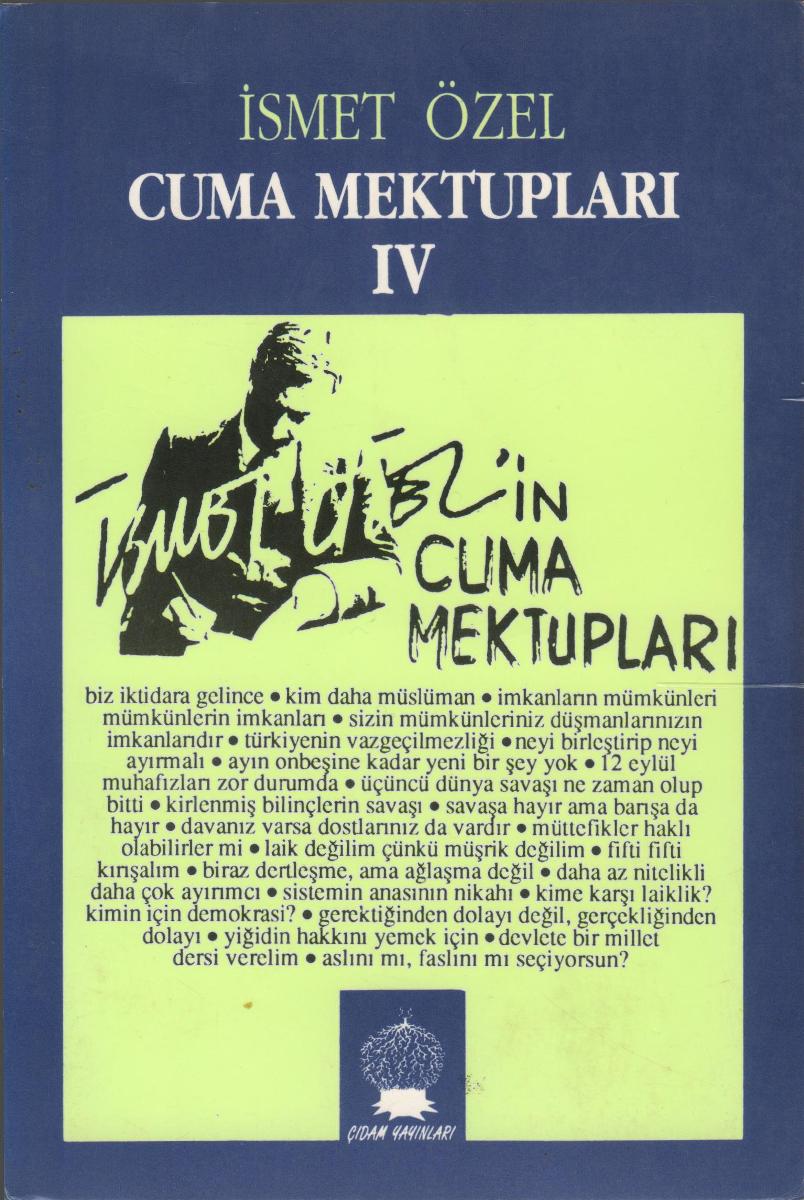 İSMET ÖZEL
CUMA MEKTUPLARI
IV
İsmet Özel'in
CUMA
MEKTUPLARI
biz iktidara gelince • kim daha müslüman • imkanların mümkünleri
mümkünlerin imkanları • sizin mümkünleriniz düşmanlarınızın
imkanlarıdır • türkiyenin vazgeçilmezliği • neyi birleştirip neyi
ayırmalı • ayın onbeşine kadar yeni bir şey yok • 12 eylül
muhafızları zor durumda • üçüncü dünya savaşı ne zaman olup
bitti • kirlenmiş bilinçlerin savaşı • savaşa hayır ama barışa da
hayır • davanız varsa dostlarınız da vardır • müttefikler haklı
olabilirler mi • laik değilim çünkü müşrik değilim • fifti fifti
kırışalım • biraz dertleşme, ama ağlaşma değil • daha az nitelikli
daha çok ayırımcı • sistemin anasının nikahı • kime karşı laiklik?
kimin için demokrasi? • gerektiğinden dolayı değil, gerçekliğinden
dolayı • yiğidin hakkını yemek için • devlete bir millet
dersi verelim • aslını mı, faslını mı seçiyorsun?
ÇIDAM YAYINLARI